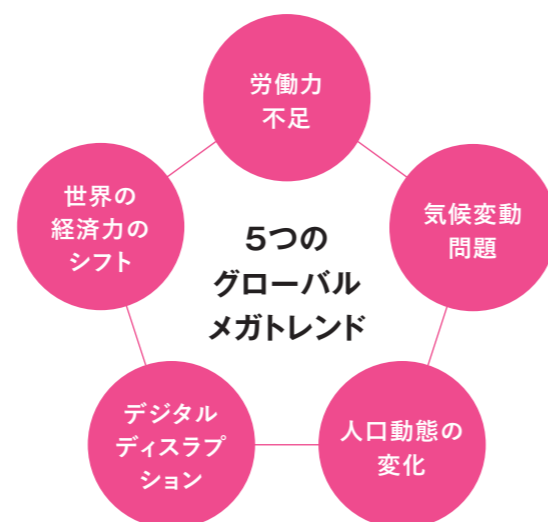 労働力
不足
世界の
経済力の
シフト
気候変動
問題
5つの
グローバル
メガトレンド
デジタル
ディスラプ
ション
人口動態の
変化